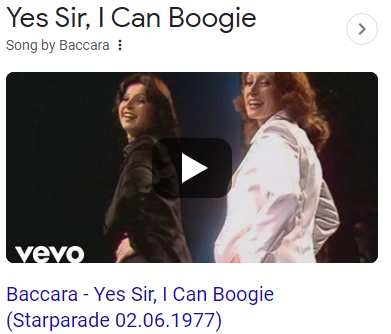 Yes Sir, I Can Boogie
Song by Baccara
vevo
Baccara - Yes Sir, I Can Boogie
(Starparade 02.06.1977)